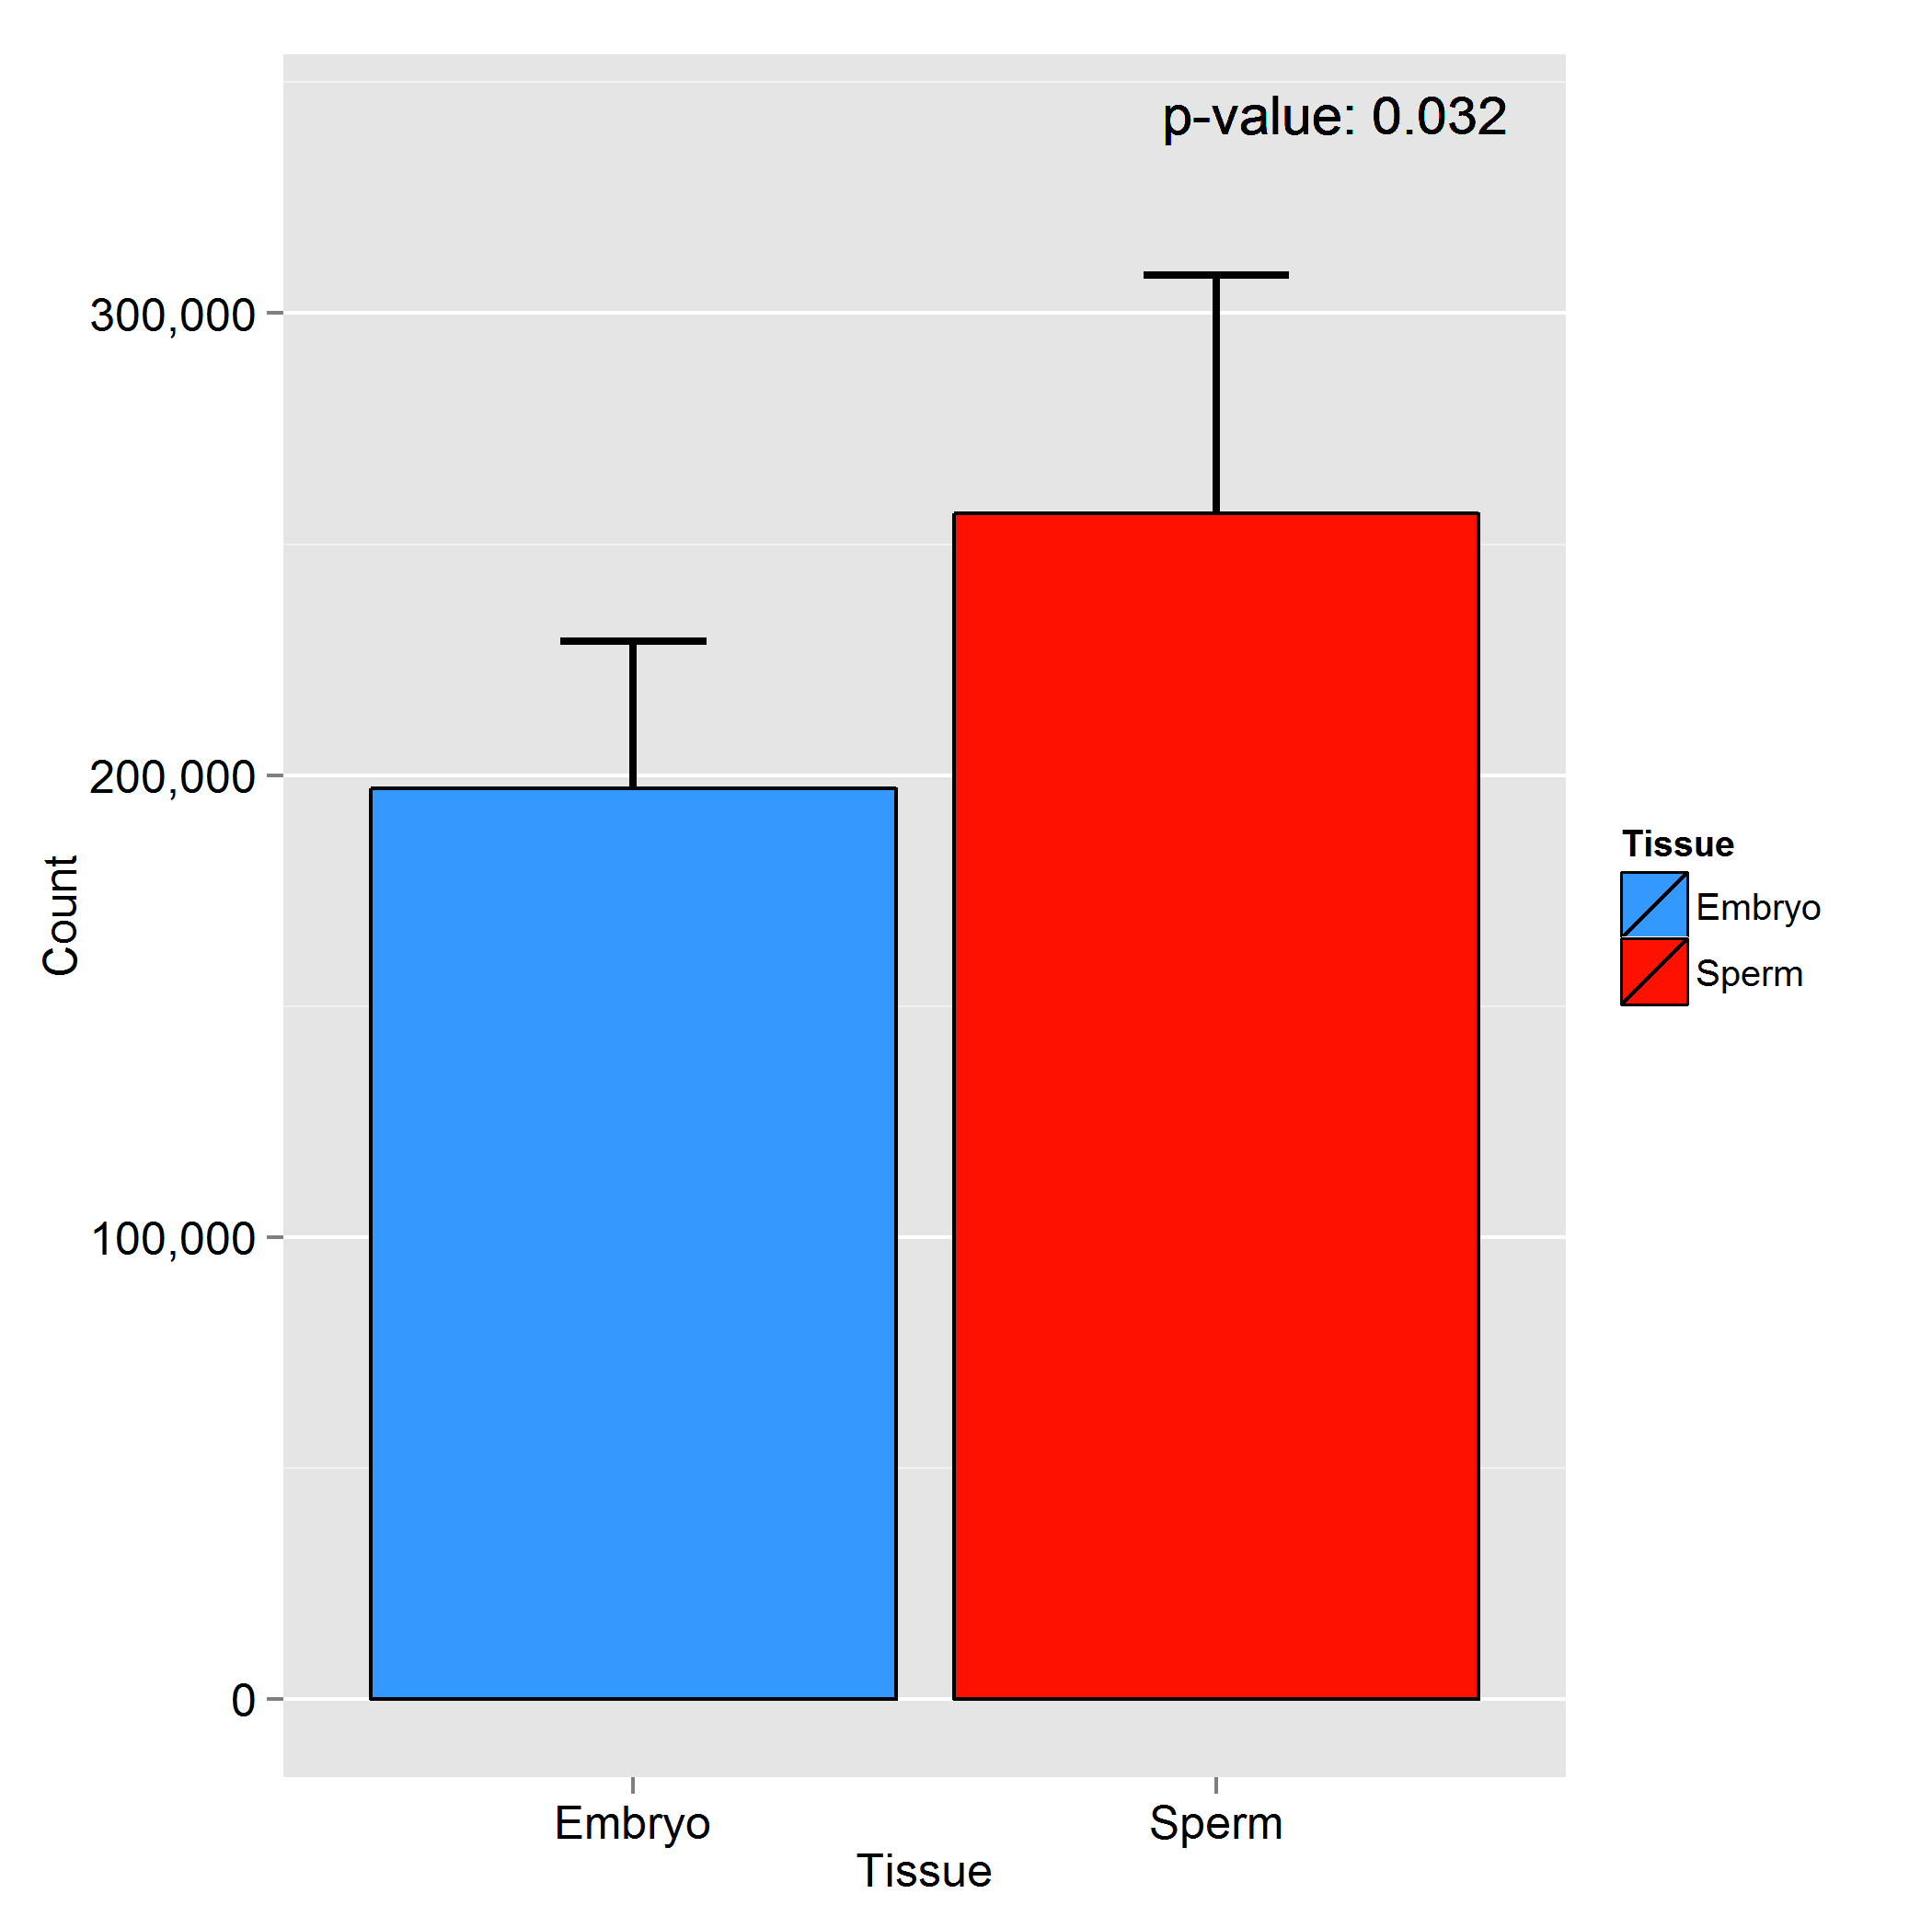 p-value: 0.032
300,000
200,000
100,000
0
Count
Embryo
Sperm
Tissue
Tissue
Embryo
Sperm